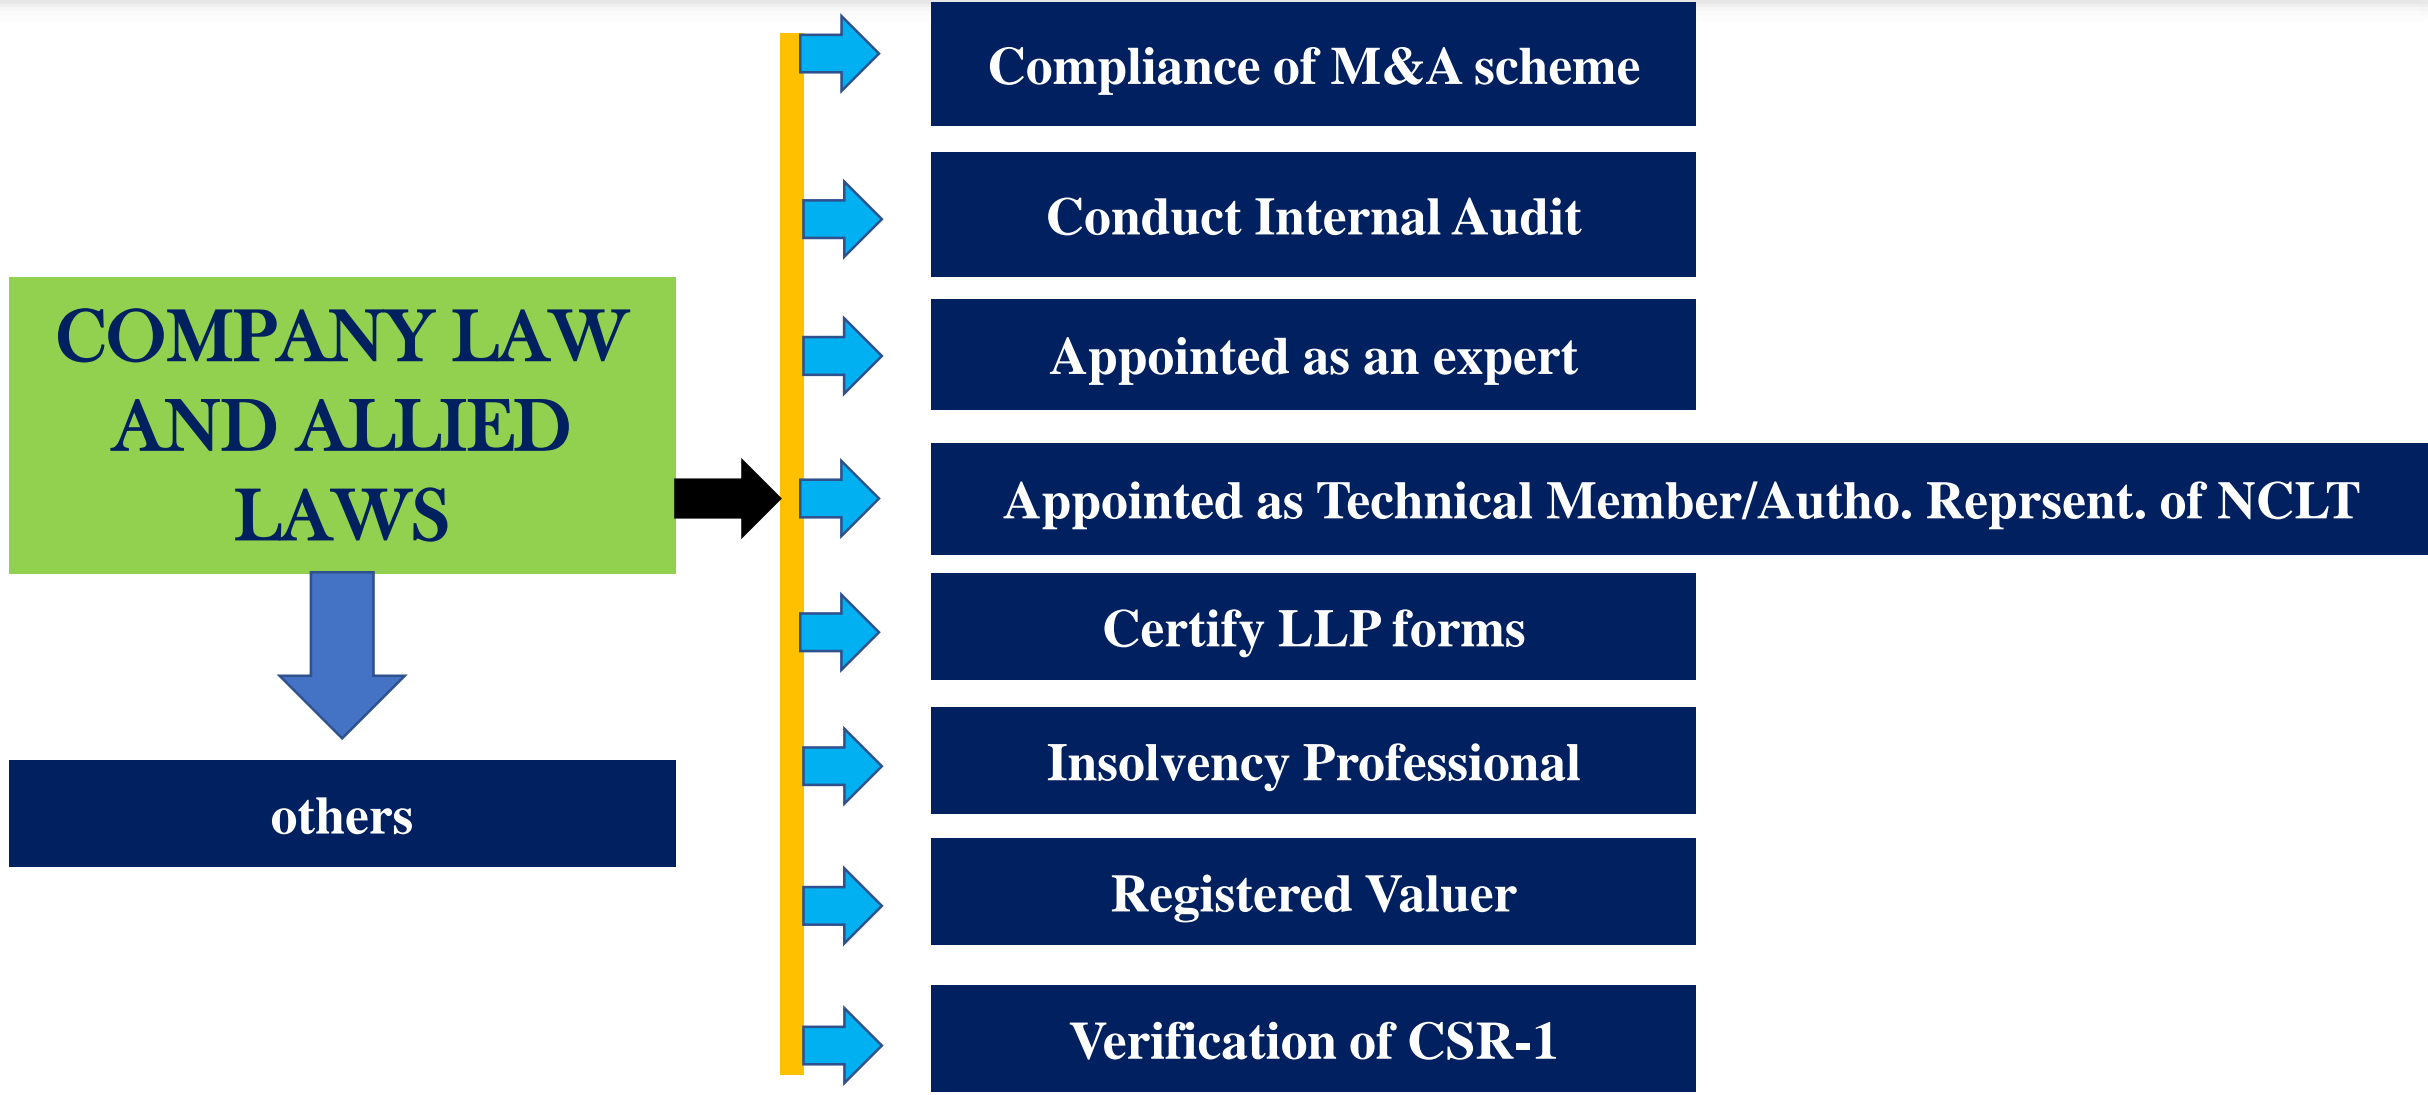 COMPANY LAW
AND ALLIED
LAWS
others
Compliance of M&A scheme
Conduct Internal Audit
Appointed as an expert
Appointed as Technical Member/Autho. Reprsent. of NCLT
Certify LLP forms
Insolvency Professional
Registered Valuer
Verification of CSR-1